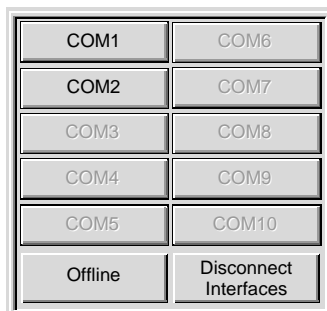 COM1 COM6
COM2 COM7
COM3 COM8
COM4 COM9
COM5 COM10
Offline Disconnect
Interfaces